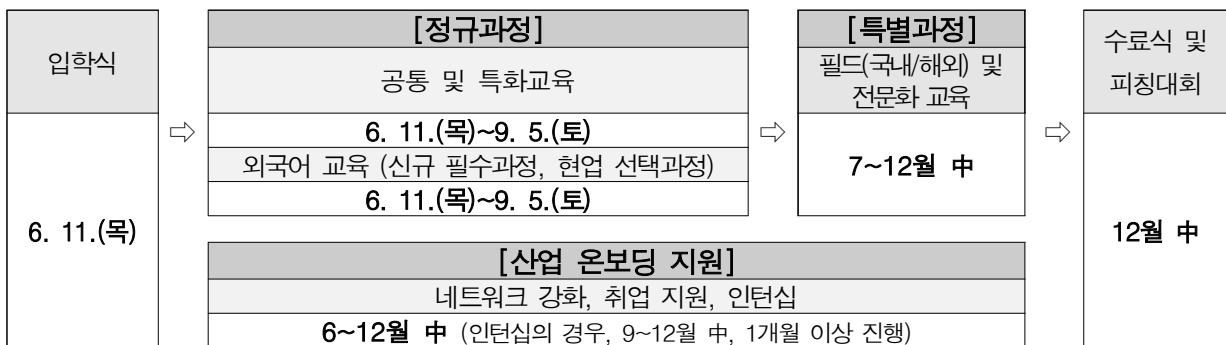 입학식
6. 11.(목)
⇨
[정규과정]
공통 및 특화교육
6. 11.(목)~9. 5.(토)
외국어 교육 (신규 필수과정, 현업 선택과정)
6. 11.(목)~9. 5.(토)
⇨
[특별과정]
필드(국내/해외) 및
전문화 교육
7~12월 中
⇨
수료식 및
피칭대회
12월 中
[산업 온보딩 지원]
네트워크 강화, 취업 지원, 인턴십
6~12월 中 (인턴십의 경우, 9~12월 中, 1개월 이상 진행)